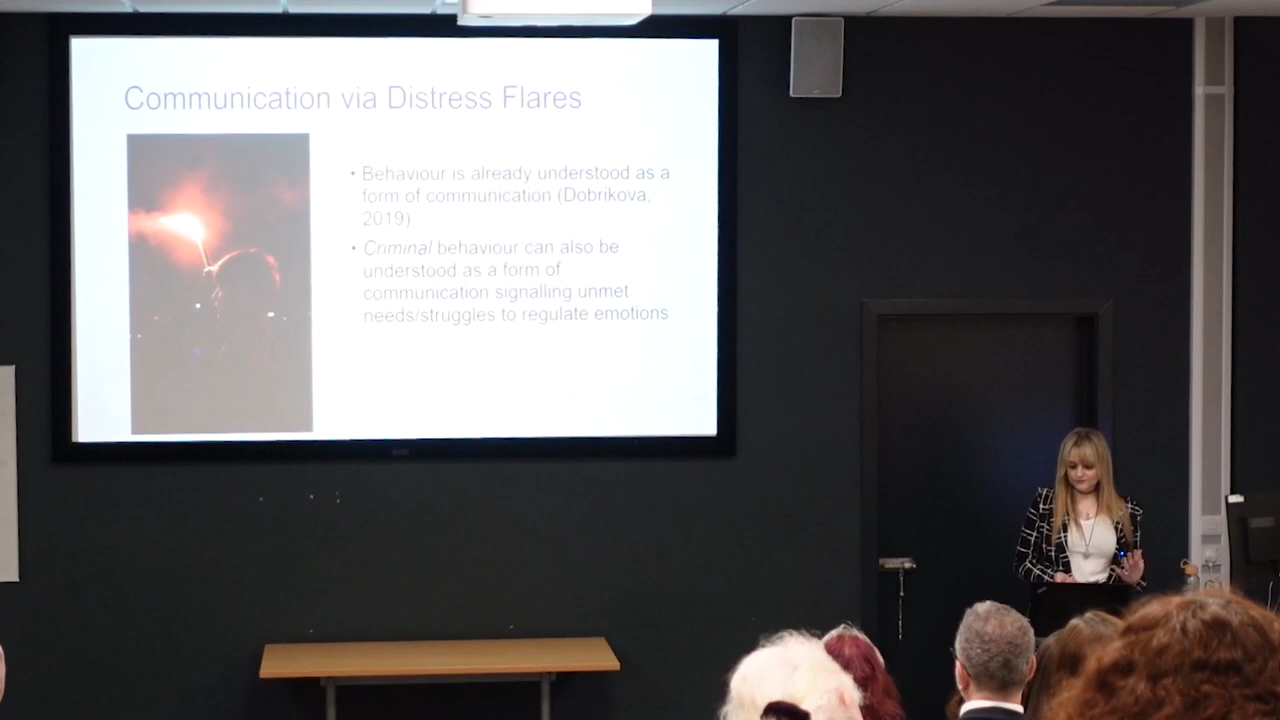 Communication via Distress Flares
• Behaviour is already understood as a
form of communication (Dobrikova,
2019)
• Criminal behaviour can also be
understood as a form of
communication signalling unmet
needs/struggles to regulate emotions